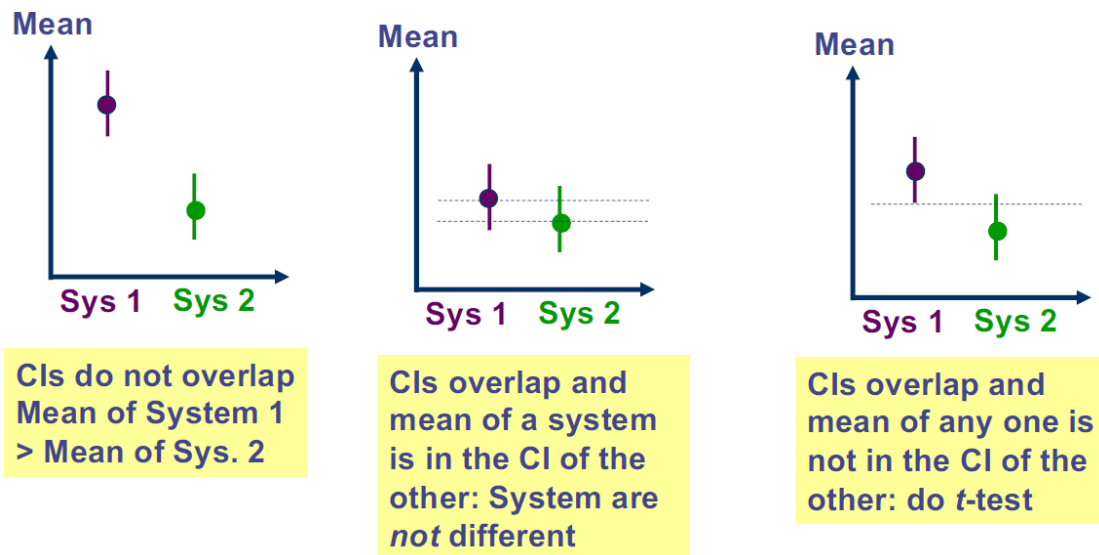 Mean
Sys 1
Sys 2
CIs do not overlap
Mean of System 1
> Mean of Sys. 2
Mean
Sys 1
Sys 2
CIs overlap and
mean of a system
is in the CI of the
other: System are
not different
Mean
Sys 1
Sys 2
CIs overlap and
mean of any one is
not in the CI of the
other: do t-test